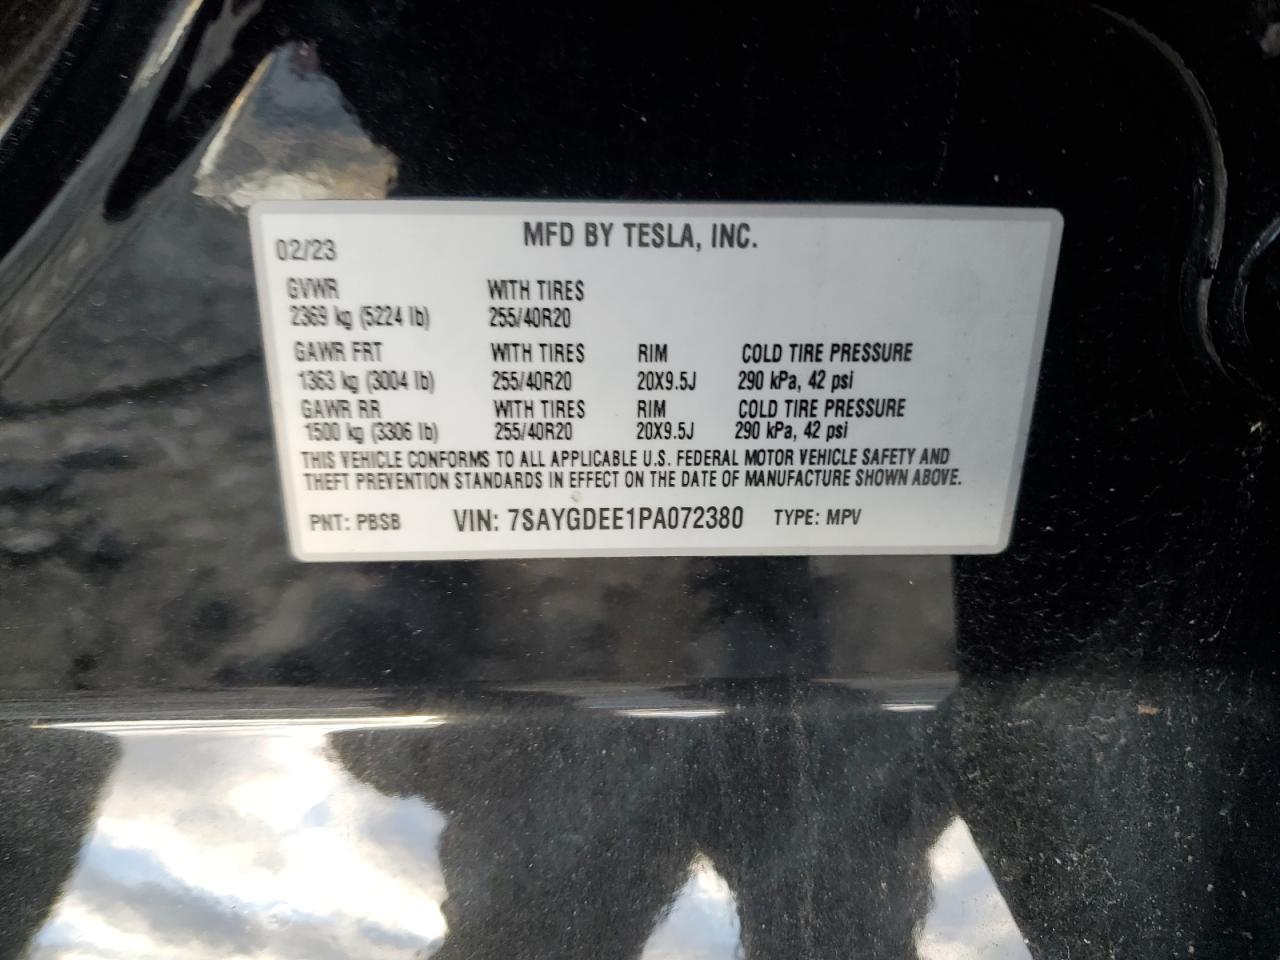 MFD BY TESLA, INC.
02/23
GVWR WITH TIRES
2369 kg (5224 lb) 255/40R20
GAWR FRT WITH TIRES RIM COLD TIRE PRESSURE
1363 kg (3004 lb) 255/40R20 20X9.5J 290 kPa, 42 psi
GAWR RR WITH TIRES RIM COLD TIRE PRESSURE
1500 kg (3306 lb) 255/40R20 20X9.5J 290 kPa, 42 psi
THIS VEHICLE CONFORMS TO ALL APPLICABLE U.S. FEDERAL MOTOR VEHICLE SAFETY AND
THEFT PREVENTION STANDARDS IN EFFECT ON THE DATE OF MANUFACTURE SHOWN ABOVE.
PNT: PBSB VIN: 7SAYGDEE1PA072380 TYPE: MPV